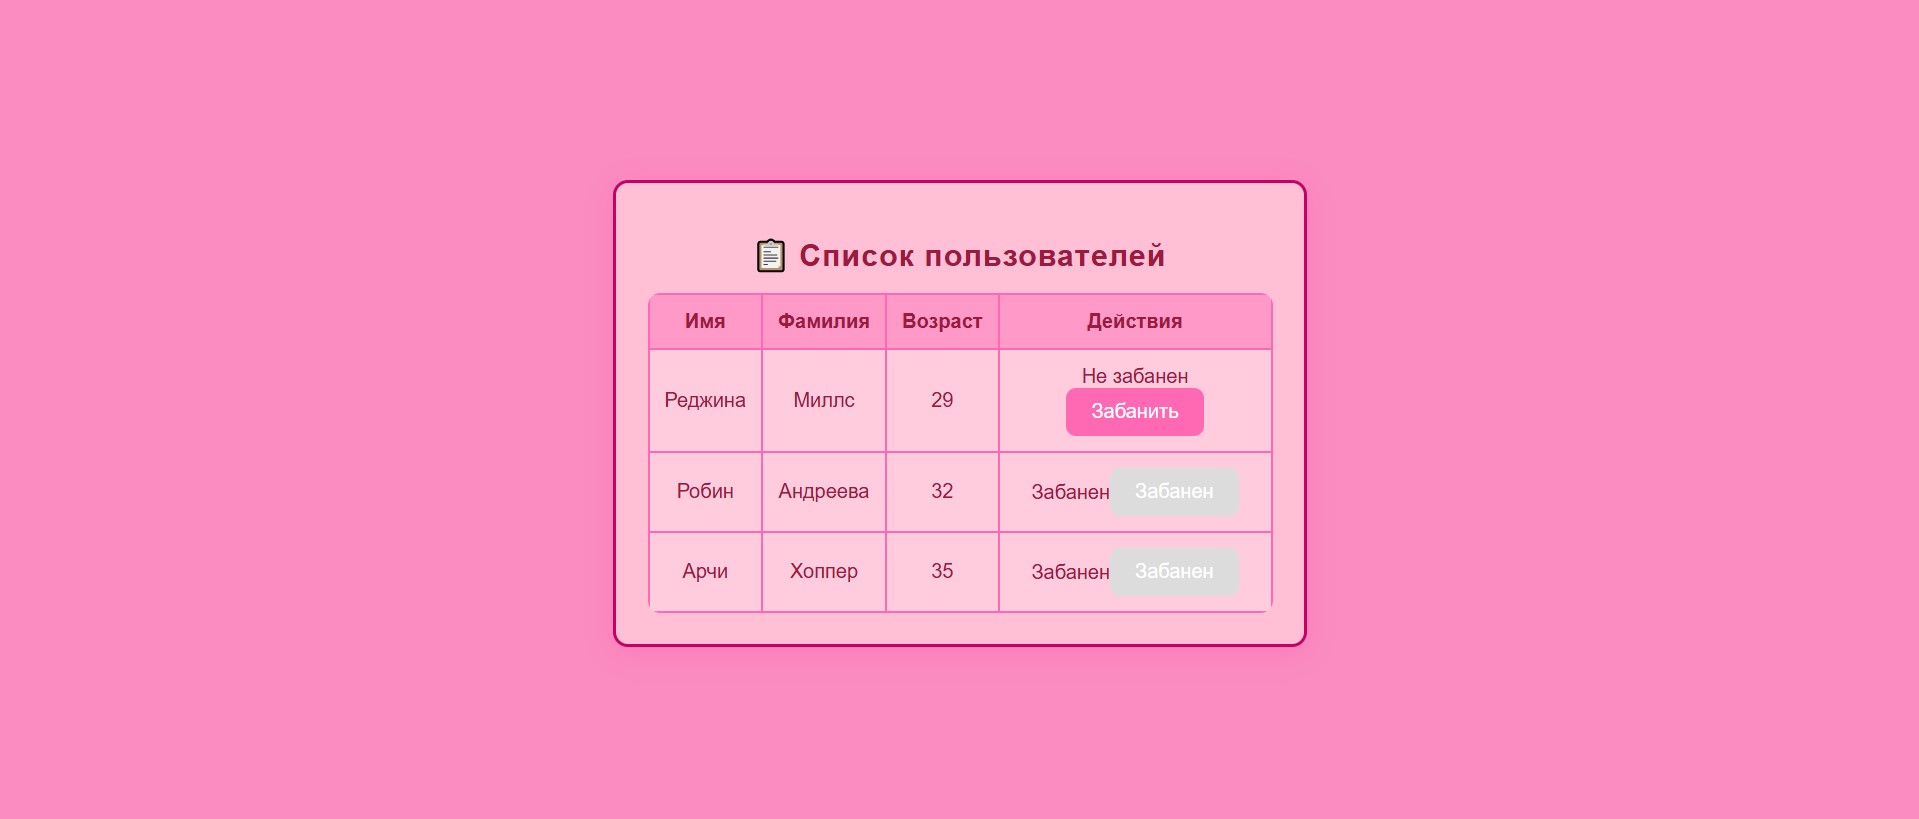 📋 Список пользователей
Имя Фамилия Возраст Действия
Не забанен
Реджина Миллс 29
Забанить
Робин Андреева 32 Забанен Забанен
Арчи Хоппер 35 Забанен Забанен